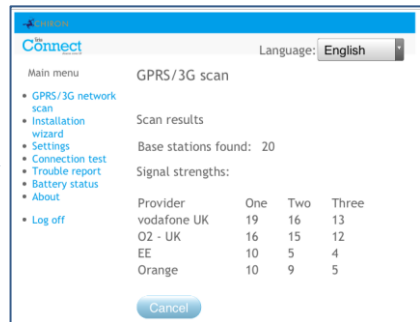 CHIRON
Iris
Connect
Language: English
Main menu
GPRS/3G network
scan
Installation
wizard
Settings
Connection test
Trouble report
Battery status
About
Log off
GPRS/3G scan
Scan results
Base stations found: 20
Signal strengths:
Provider One Two Three
vodafone UK 19 16 13
O2 - UK 16 15 12
EE 10 5 4
Orange 10 9 5
Cancel